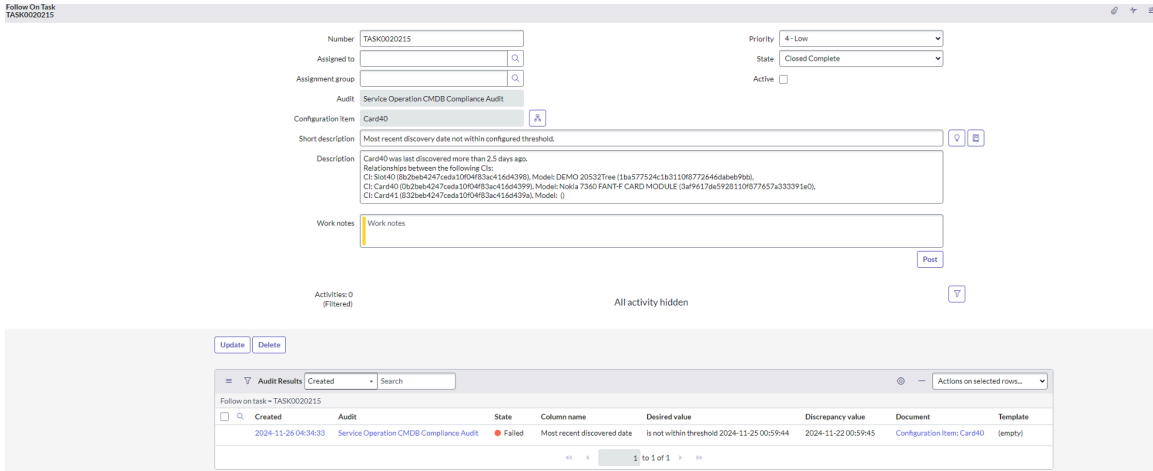 Follow On Task
TASK0020215
Number TASK0020215
Priority 4 - Low
Assigned to
State Closed Complete
Assignment group
Active
Audit Service Operation CMDB Compliance Audit
Configuration item Card40
Short description Most recent discovery date not within configured threshold.
Description Card40 was last discovered more than 2.5 days ago.
Relationships between the following CIs:
CI: Slot40 (8b2beb4247ceda10f04f83ac416d4398), Model: DEMO 20532Tree (1ba577524c1b3110f8772646dabeb9bb),
CI: Card40 (0b2beb4247ceda10f04f83ac416d4399), Model: Nokia 7360 FANT-F CARD MODULE (3af9617de5928110f877657a333391e0),
CI: Card41 (832beb4247ceda10f04f83ac416d439a), Model: ()
Work notes Work notes
Post
Activities: 0
(Filtered)
All activity hidden
Update Delete
Audit Results Created Search Actions on selected rows...
Follow on task = TASK0020215
Created Audit State Column name Desired value Discrepancy value Document Template
2024-11-26 04:34:33 Service Operation CMDB Compliance Audit Failed Most recent discovered date is not within threshold 2024-11-25 00:59:44 2024-11-22 00:59:45 Configuration Item: Card40 (empty)
1 to 1 of 1